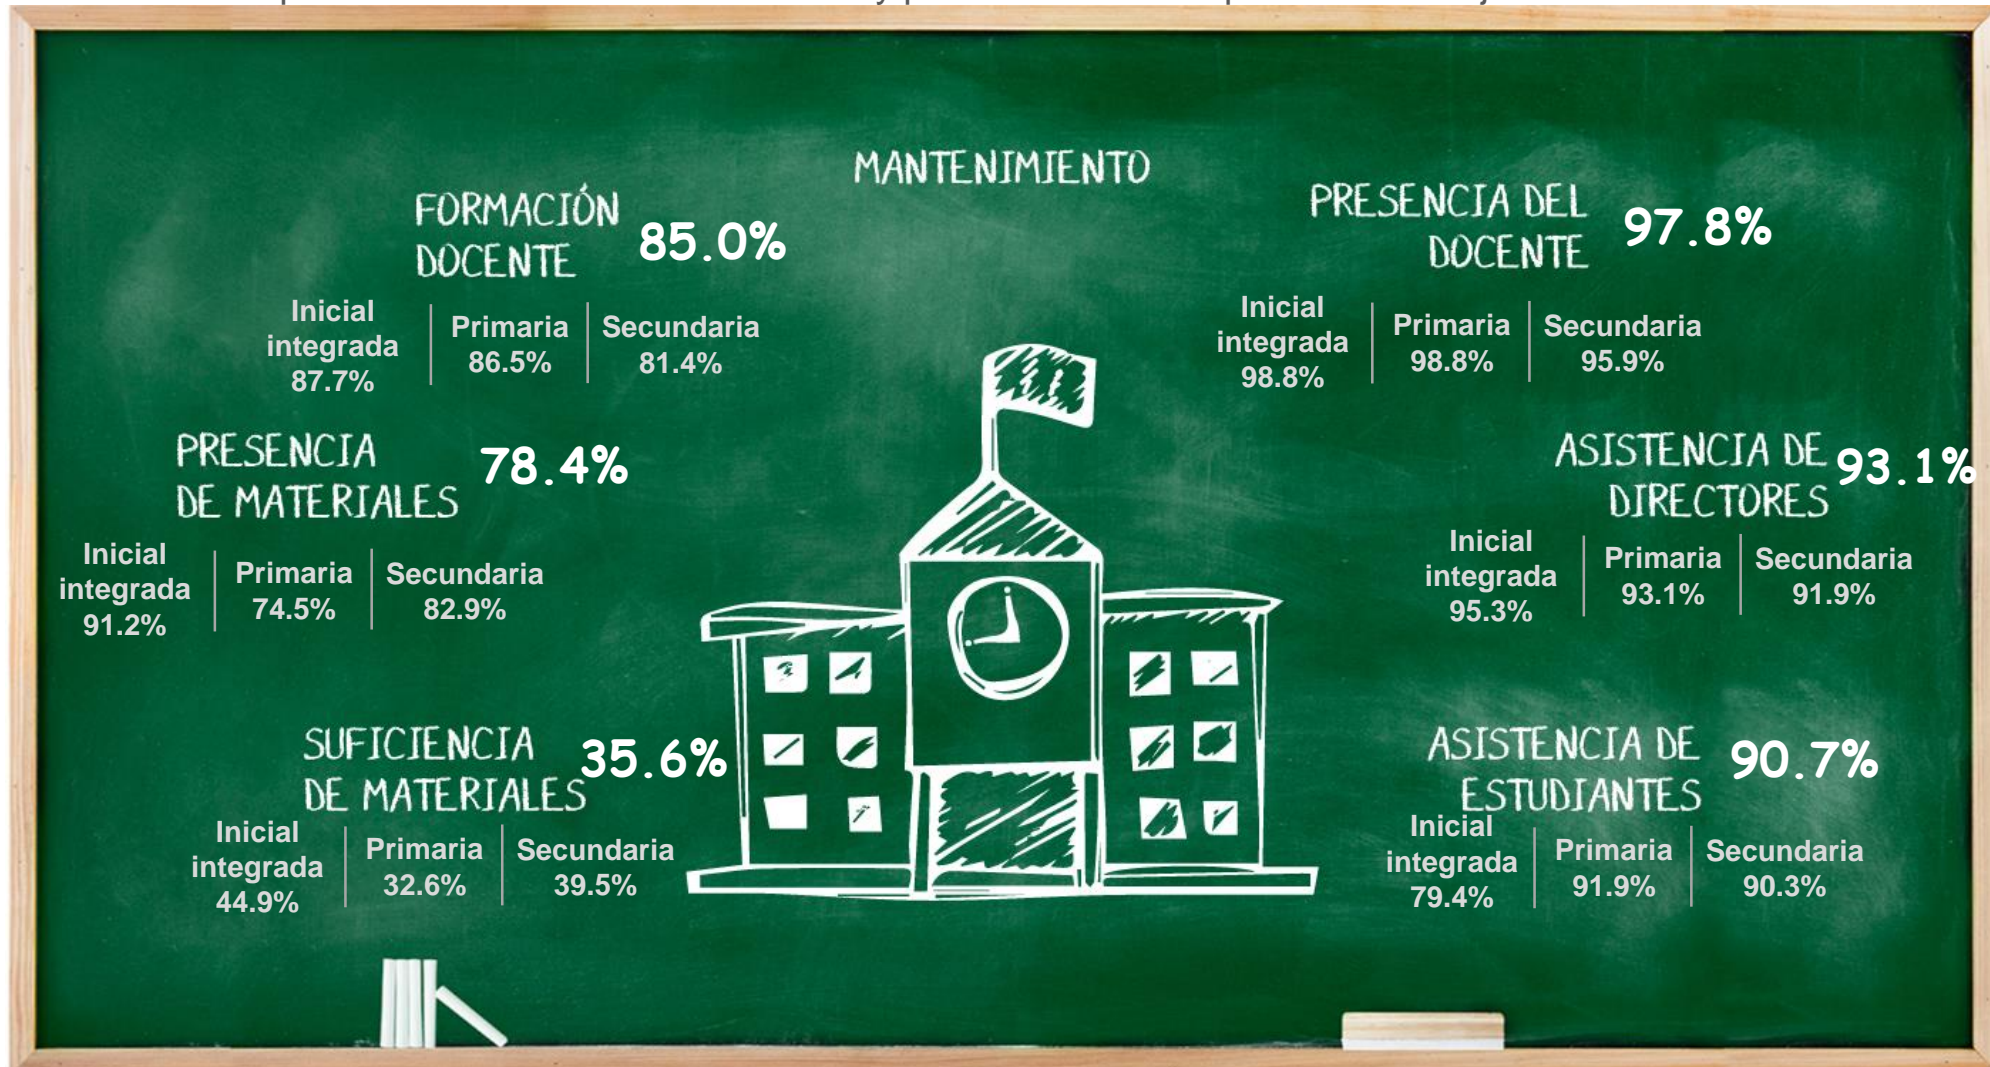 MANTENIMIENTO
FORMACIÓN
DOCENTE
85.0%
Inicial
integrada
87.7%
Primaria
86.5%
Secundaria
81.4%
PRESENCIA DEL
DOCENTE
97.8%
Inicial
integrada
98.8%
Primaria
98.8%
Secundaria
95.9%
PRESENCIA
DE MATERIALES
78.4%
Inicial
integrada
91.2%
Primaria
74.5%
Secundaria
82.9%
ASISTENCIA DE
DIRECTORES
93.1%
Inicial
integrada
95.3%
Primaria
93.1%
Secundaria
91.9%
SUFICIENCIA
DE MATERIALES
35.6%
Inicial
integrada
44.9%
Primaria
32.6%
Secundaria
39.5%
ASISTENCIA DE
ESTUDIANTES
90.7%
Inicial
integrada
79.4%
Primaria
91.9%
Secundaria
90.3%